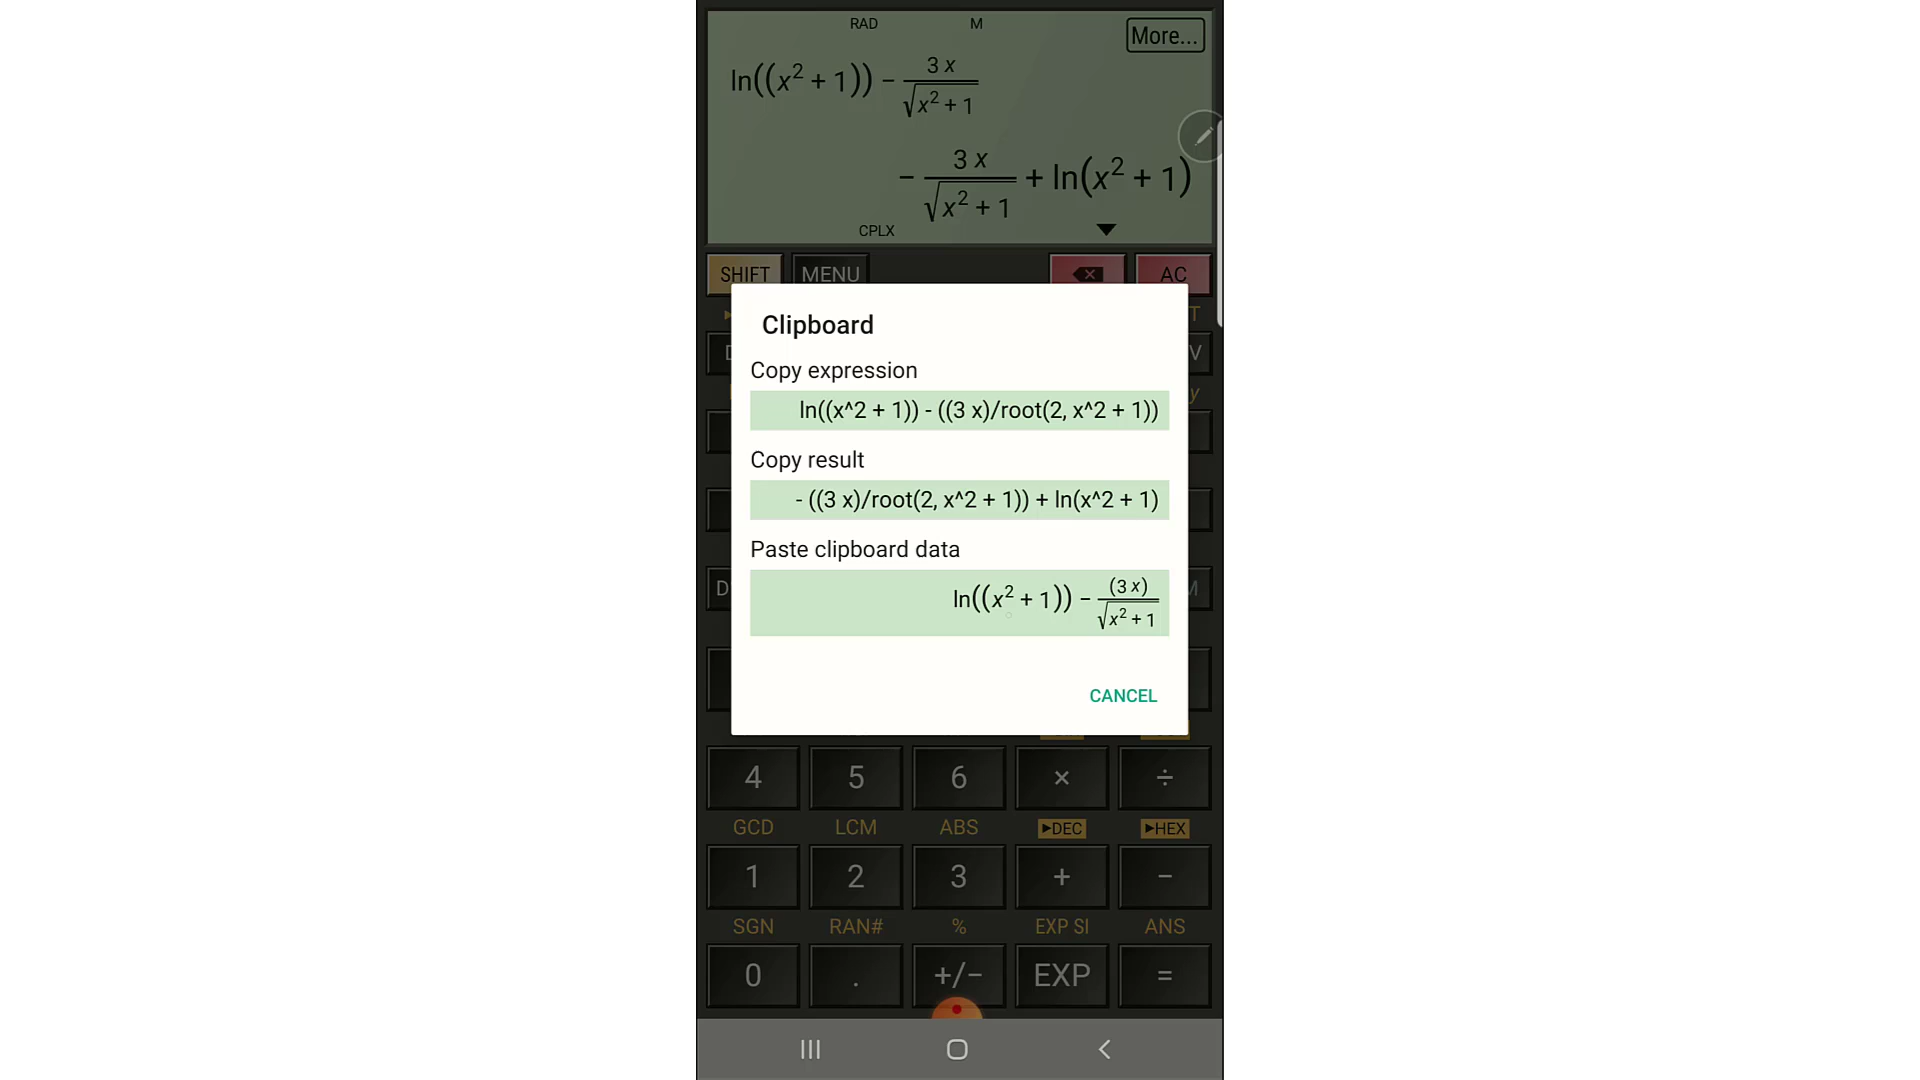 RAD M More...
ln((x² + 1)) − 3 x / √(x² + 1)
− 3 x / √(x² + 1) + ln(x² + 1)
CPLX
SHIFT MENU AC
Clipboard
Copy expression
ln((x^2 + 1)) - ((3 x)/root(2, x^2 + 1))
Copy result
- ((3 x)/root(2, x^2 + 1)) + ln(x^2 + 1)
Paste clipboard data
ln((x² + 1)) − (3 x) / √(x² + 1)
CANCEL
4 5 6 × ÷
GCD LCM ABS ▶DEC ▶HEX
1 2 3 + −
SGN RAN# % EXP SI ANS
0 . +/− EXP =